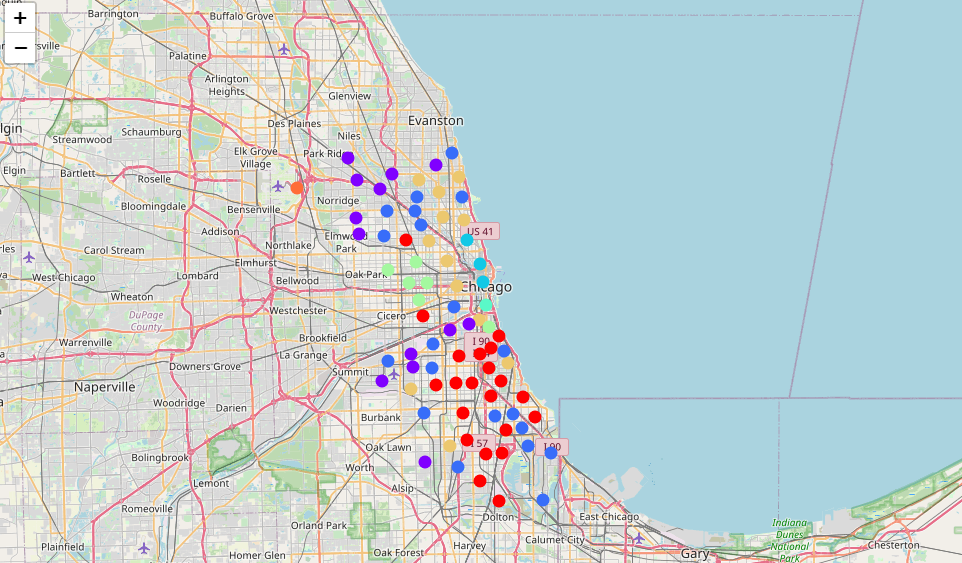 +
−
Barrington
Buffalo Grove
Palatine
Arlington
Heights
Glenview
Des Plaines
Evanston
Niles
Schaumburg
Streamwood
lgin
Elk Grove
Village
Park Ridge
Elgin
Bartlett
Roselle
Norridge
Bloomingdale
Bensenville
Addison
US 41
Northlake
Elmwood
Park
Carol Stream
Elmhurst
Oak Park
West Chicago
Lombard
Bellwood
Chicago
Wheaton
Westchester
Cicero
DuPage
County
Brookfield
I 90
Warrenville
La Grange
Downers Grove
Summit
Naperville
Woodridge
Darien
Burbank
Oak Lawn
I 57
I 90
Bolingbrook
Worth
Lemont
Alsip
Romeoville
Dolton
East Chicago
Orland Park
Indiana
Dunes
National
Park
Plainfield
Homer Glen
Oak Forest
Harvey
Calumet City
Gary
Chesterton